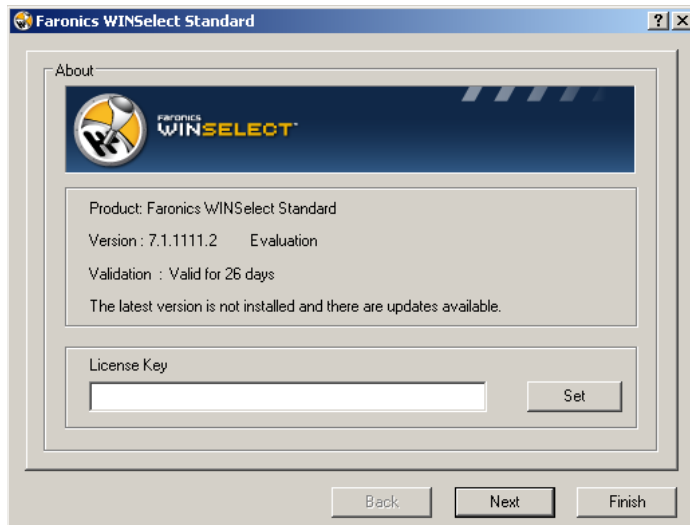 Faronics WINSelect Standard
About
FARONICS
WINSELECT
Product: Faronics WINSelect Standard
Version : 7.1.1111.2 Evaluation
Validation : Valid for 26 days
The latest version is not installed and there are updates available.
License Key
Set
Back Next Finish